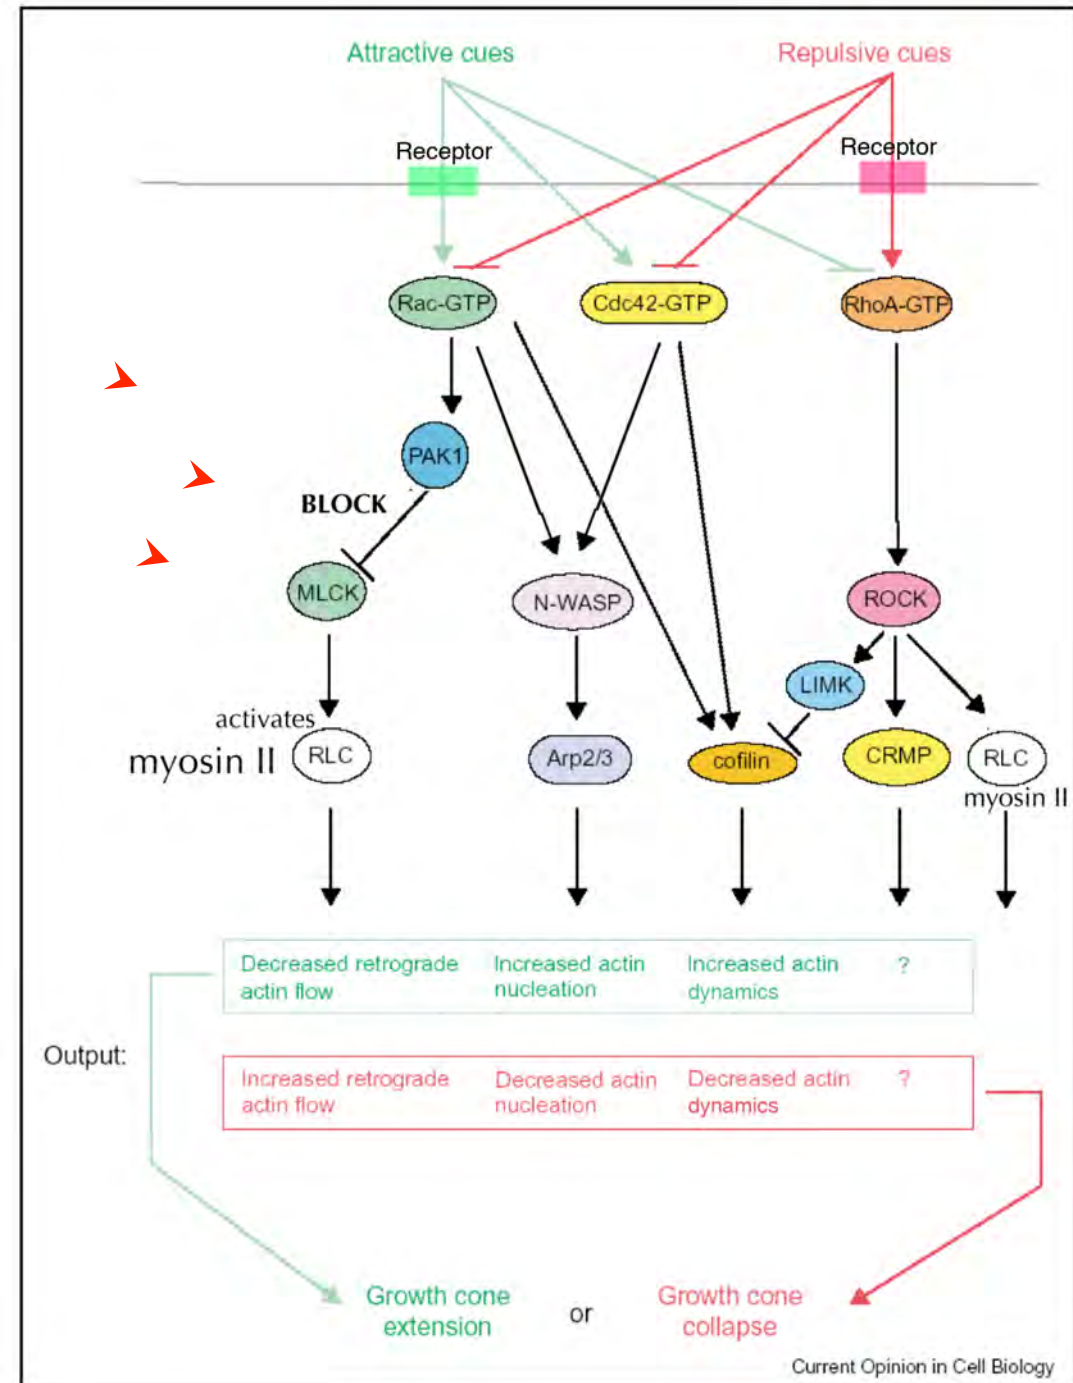 Attractive cues
Repulsive cues
Receptor
Receptor
Rac-GTP
Cdc42-GTP
RhoA-GTP
PAK1
BLOCK
MLCK
N-WASP
ROCK
LIMK
activates
myosin II
RLC
Arp2/3
cofilin
CRMP
RLC
myosin II
Decreased retrograde
actin flow
Increased actin
nucleation
Increased actin
dynamics
?
Output:
Increased retrograde
actin flow
Decreased actin
nucleation
Decreased actin
dynamics
?
Growth cone
extension
or
Growth cone
collapse
Current Opinion in Cell Biology